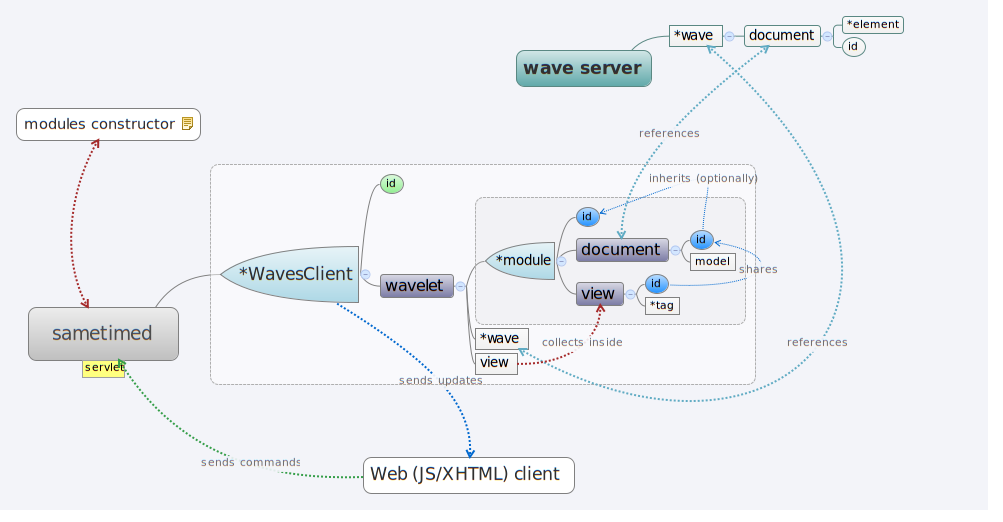 *wave
document
*element
id
wave server
modules constructor
references
inherits (optionally)
id
id
*WavesClient
wavelet
*module
document
id
model
shares
view
id
*tag
sametimed
servlet
*wave
view
collects inside
references
sends updates
sends commands
Web (JS/XHTML) client